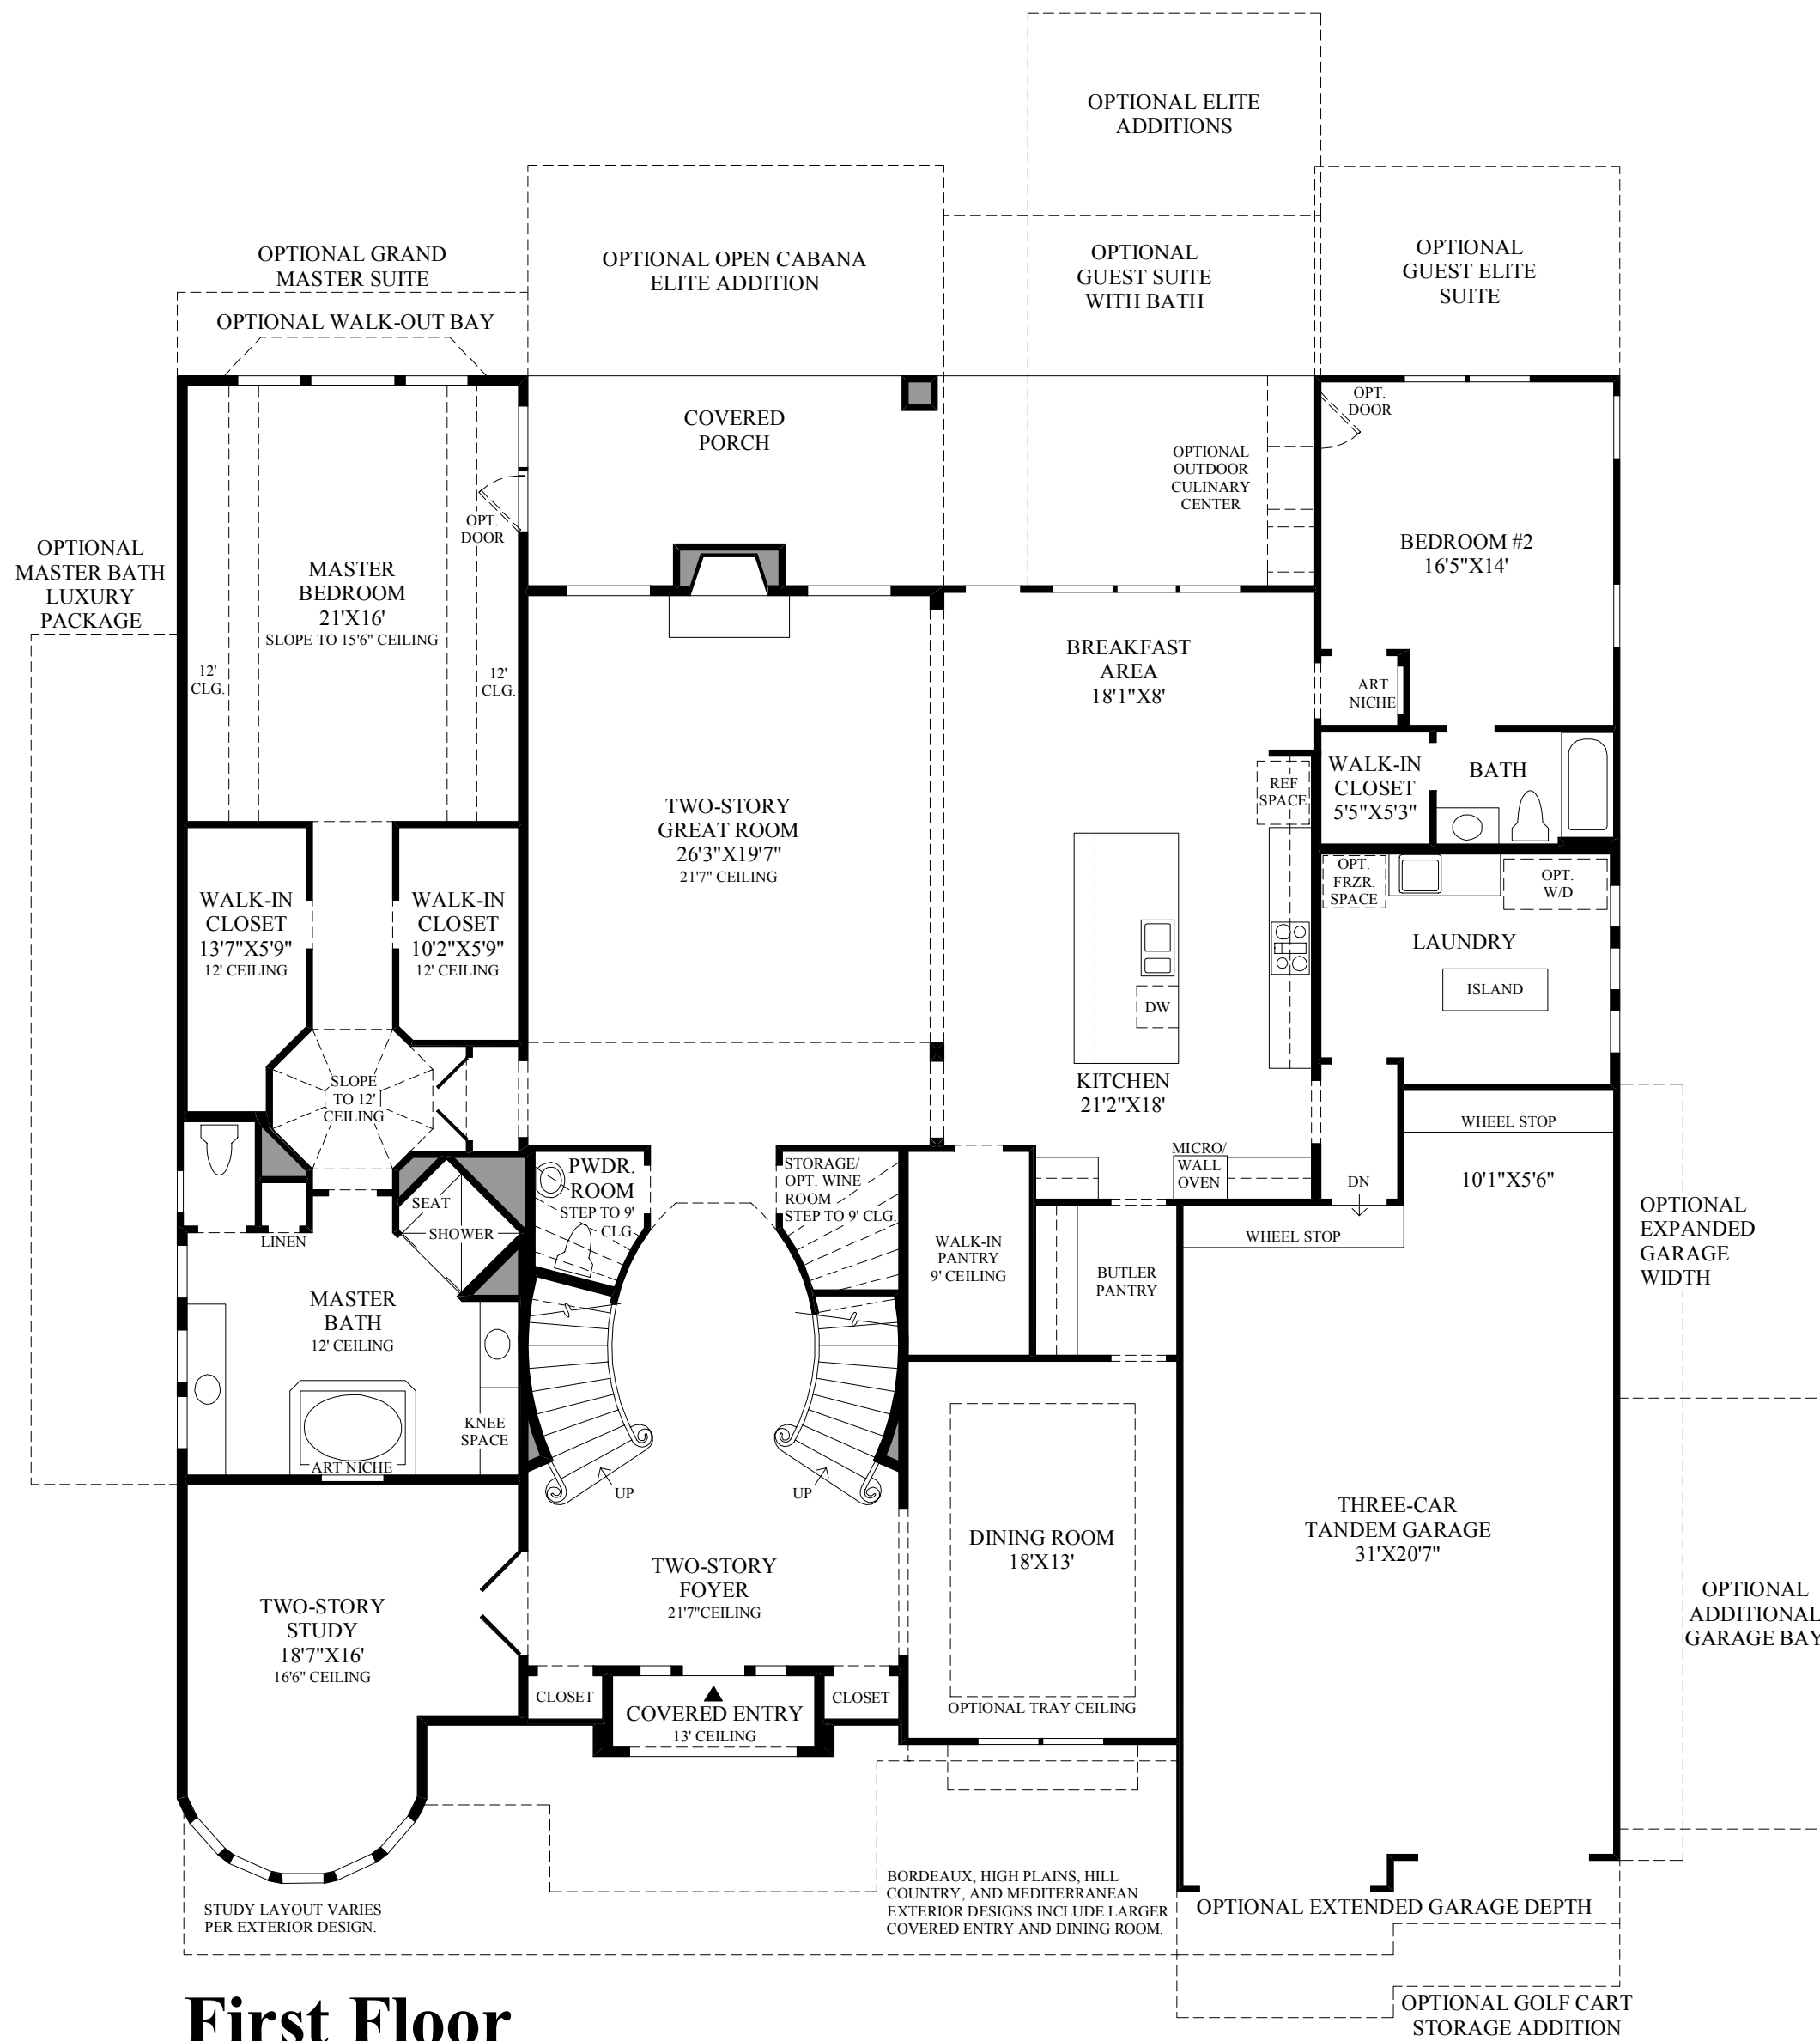 OPTIONAL ELITE
ADDITIONS
OPTIONAL GRAND
MASTER SUITE
OPTIONAL OPEN CABANA
ELITE ADDITION
OPTIONAL
GUEST SUITE
WITH BATH
OPTIONAL
GUEST ELITE
SUITE
OPTIONAL WALK-OUT BAY
COVERED
PORCH
OPT.
DOOR
OPTIONAL
OUTDOOR
CULINARY
CENTER
OPT.
DOOR
OPTIONAL
MASTER BATH
LUXURY
PACKAGE
MASTER
BEDROOM
21'X16'
SLOPE TO 15'6" CEILING
12'
CLG.
12'
CLG.
BEDROOM #2
16'5"X14'
BREAKFAST
AREA
18'1"X8'
ART
NICHE
WALK-IN
CLOSET
5'5"X5'3"
BATH
REF
SPACE
TWO-STORY
GREAT ROOM
26'3"X19'7"
21'7" CEILING
OPT.
FRZR.
SPACE
OPT.
W/D
WALK-IN
CLOSET
13'7"X5'9"
12' CEILING
WALK-IN
CLOSET
10'2"X5'9"
12' CEILING
LAUNDRY
ISLAND
DW
SLOPE
TO 12'
CEILING
KITCHEN
21'2"X18'
WHEEL STOP
10'1"X5'6"
MICRO/
WALL
OVEN
DN
PWDR.
ROOM
STEP TO 9'
CLG.
STORAGE/
OPT. WINE
ROOM
STEP TO 9' CLG.
SEAT
SHOWER
LINEN
WALK-IN
PANTRY
9' CEILING
BUTLER
PANTRY
WHEEL STOP
OPTIONAL
EXPANDED
GARAGE
WIDTH
MASTER
BATH
12' CEILING
KNEE
SPACE
ART NICHE
UP
UP
TWO-STORY
FOYER
21'7"CEILING
DINING ROOM
18'X13'
THREE-CAR
TANDEM GARAGE
31'X20'7"
OPTIONAL
ADDITIONAL
GARAGE BAY
TWO-STORY
STUDY
18'7"X16'
16'6" CEILING
CLOSET
COVERED ENTRY
13' CEILING
CLOSET
OPTIONAL TRAY CEILING
STUDY LAYOUT VARIES
PER EXTERIOR DESIGN.
BORDEAUX, HIGH PLAINS, HILL
COUNTRY, AND MEDITERRANEAN
EXTERIOR DESIGNS INCLUDE LARGER
COVERED ENTRY AND DINING ROOM.
OPTIONAL EXTENDED GARAGE DEPTH
OPTIONAL GOLF CART
STORAGE ADDITION
First Floor